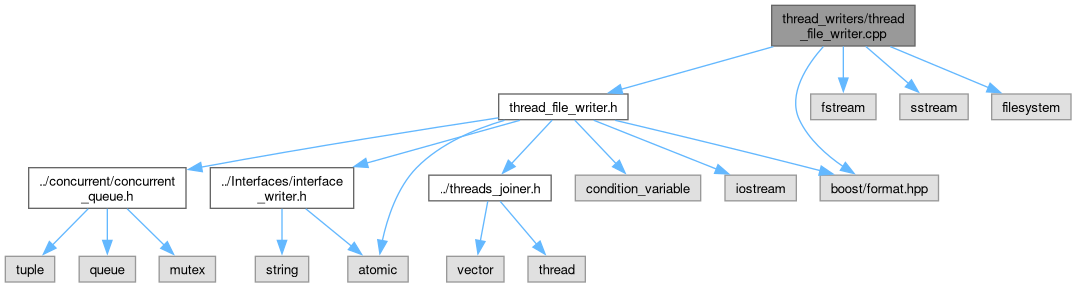 thread_writers/thread
_file_writer.cpp
thread_file_writer.h
fstream
sstream
filesystem
../concurrent/concurrent
_queue.h
../Interfaces/interface
_writer.h
../threads_joiner.h
condition_variable
iostream
boost/format.hpp
tuple
queue
mutex
string
atomic
vector
thread